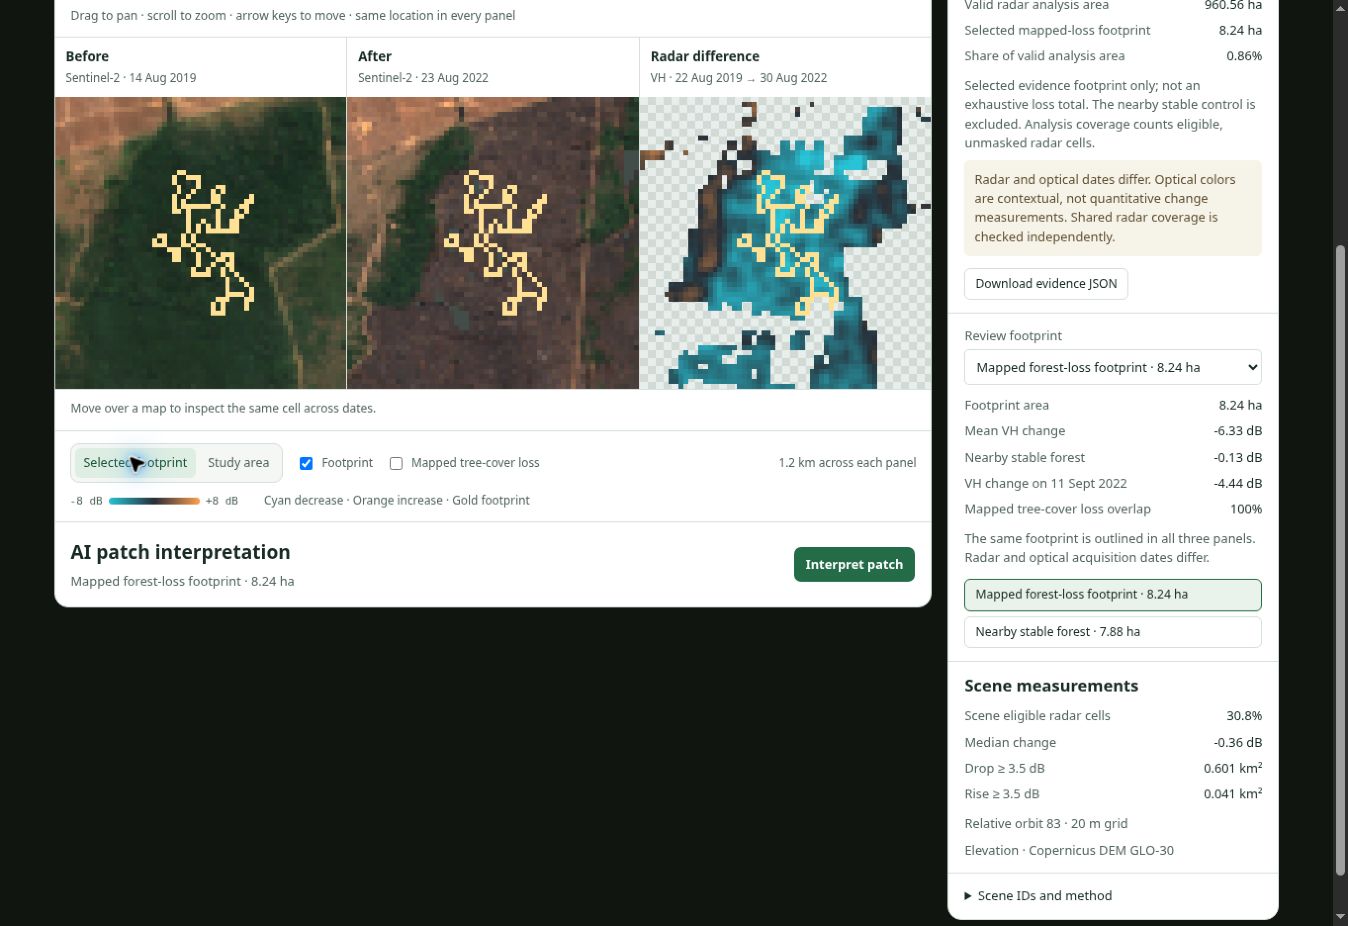 Drag to pan · scroll to zoom · arrow keys to move · same location in every panel
Before
Sentinel-2 · 14 Aug 2019
After
Sentinel-2 · 23 Aug 2022
Radar difference
VH · 22 Aug 2019 → 30 Aug 2022
Move over a map to inspect the same cell across dates.
Selected footprint
Study area
Footprint
Mapped tree-cover loss
1.2 km across each panel
-8 dB
+8 dB
Cyan decrease · Orange increase · Gold footprint
AI patch interpretation
Mapped forest-loss footprint · 8.24 ha
Interpret patch
Valid radar analysis area 960.56 ha
Selected mapped-loss footprint 8.24 ha
Share of valid analysis area 0.86%
Selected evidence footprint only; not an
exhaustive loss total. The nearby stable control is
excluded. Analysis coverage counts eligible,
unmasked radar cells.
Radar and optical dates differ. Optical colors
are contextual, not quantitative change
measurements. Shared radar coverage is
checked independently.
Download evidence JSON
Review footprint
Mapped forest-loss footprint · 8.24 ha
Footprint area 8.24 ha
Mean VH change -6.33 dB
Nearby stable forest -0.13 dB
VH change on 11 Sept 2022 -4.44 dB
Mapped tree-cover loss overlap 100%
The same footprint is outlined in all three panels.
Radar and optical acquisition dates differ.
Mapped forest-loss footprint · 8.24 ha
Nearby stable forest · 7.88 ha
Scene measurements
Scene eligible radar cells 30.8%
Median change -0.36 dB
Drop ≥ 3.5 dB 0.601 km²
Rise ≥ 3.5 dB 0.041 km²
Relative orbit 83 · 20 m grid
Elevation · Copernicus DEM GLO-30
Scene IDs and method